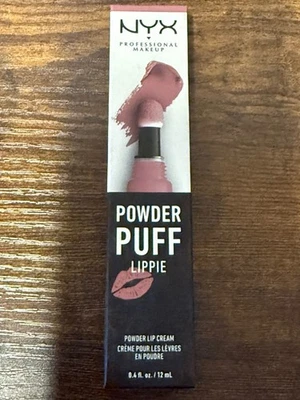 NYX
PROFESSIONAL
MAKEUP
POWDER
PUFF
LIPPIE
POWDER LIP CREAM
CRÈME POUR LES LÈVRES
EN POUDRE
0.4 fl. oz. / 12 mL